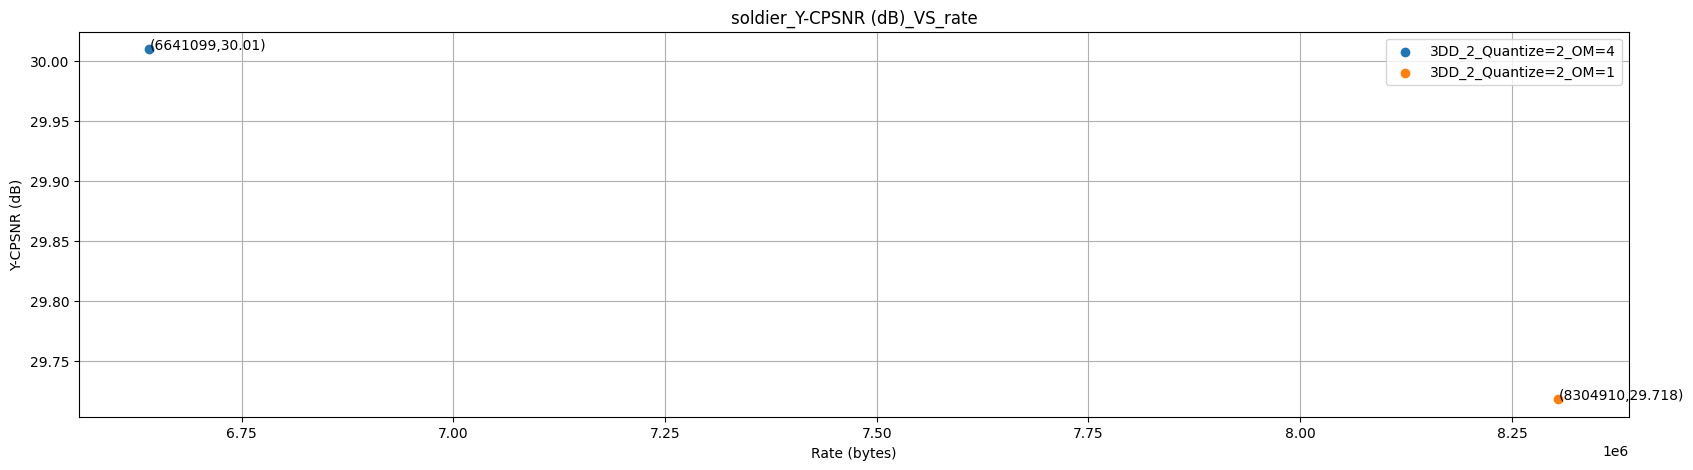 soldier_Y-CPSNR (dB)_VS_rate
(6641099,30.01)
3DD_2_Quantize=2_OM=4
3DD_2_Quantize=2_OM=1
30.00
29.95
29.90
29.85
29.80
29.75
Y-CPSNR (dB)
(8304910,29.718)
6.75
7.00
7.25
7.50
7.75
8.00
8.25
Rate (bytes)
1e6